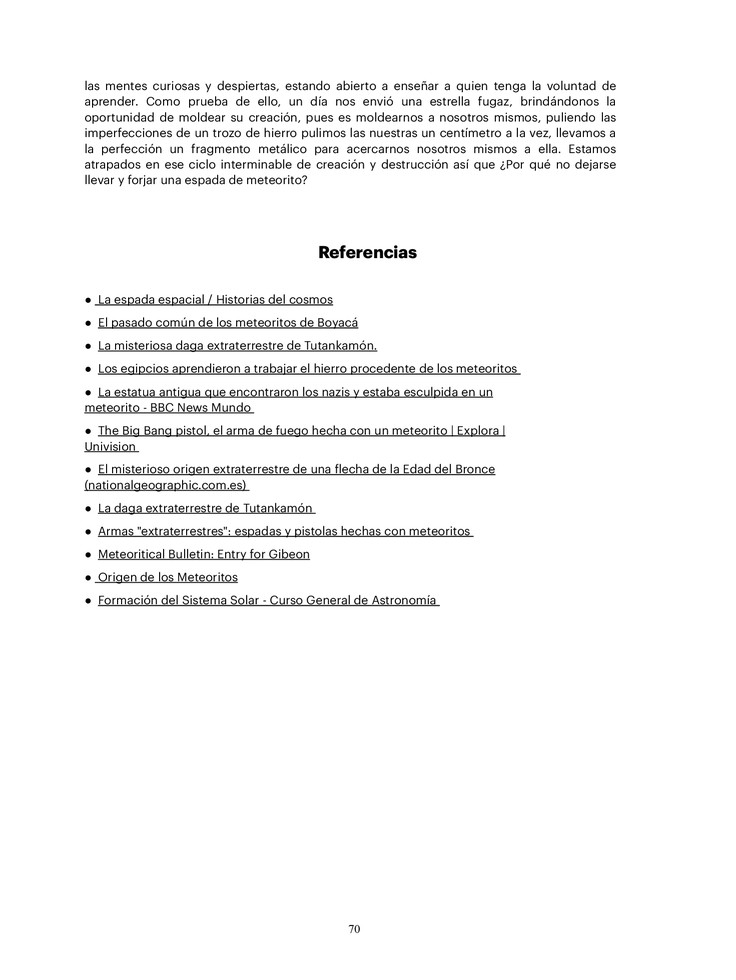 las mentes curiosas y despiertas, estando abierto a enseñar a quien tenga la voluntad de
aprender. Como prueba de ello, un día nos envió una estrella fugaz, brindándonos la
oportunidad de moldear su creación, pues es moldearnos a nosotros mismos, puliendo las
imperfecciones de un trozo de hierro pulimos las nuestras un centímetro a la vez, llevamos a
la perfección un fragmento metálico para acercarnos nosotros mismos a ella. Estamos
atrapados en ese ciclo interminable de creación y destrucción así que ¿Por qué no dejarse
llevar y forjar una espada de meteorito?
Referencias
● La espada espacial / Historias del cosmos
● El pasado común de los meteoritos de Boyacá
● La misteriosa daga extraterrestre de Tutankamón.
● Los egipcios aprendieron a trabajar el hierro procedente de los meteoritos
● La estatua antigua que encontraron los nazis y estaba esculpida en un
meteorito - BBC News Mundo
● The Big Bang pistol, el arma de fuego hecha con un meteorito | Explora |
Univision
● El misterioso origen extraterrestre de una flecha de la Edad del Bronce
(nationalgeographic.com.es)
● La daga extraterrestre de Tutankamón
● Armas "extraterrestres": espadas y pistolas hechas con meteoritos
● Meteoritical Bulletin: Entry for Gibeon
● Origen de los Meteoritos
● Formación del Sistema Solar - Curso General de Astronomía
70